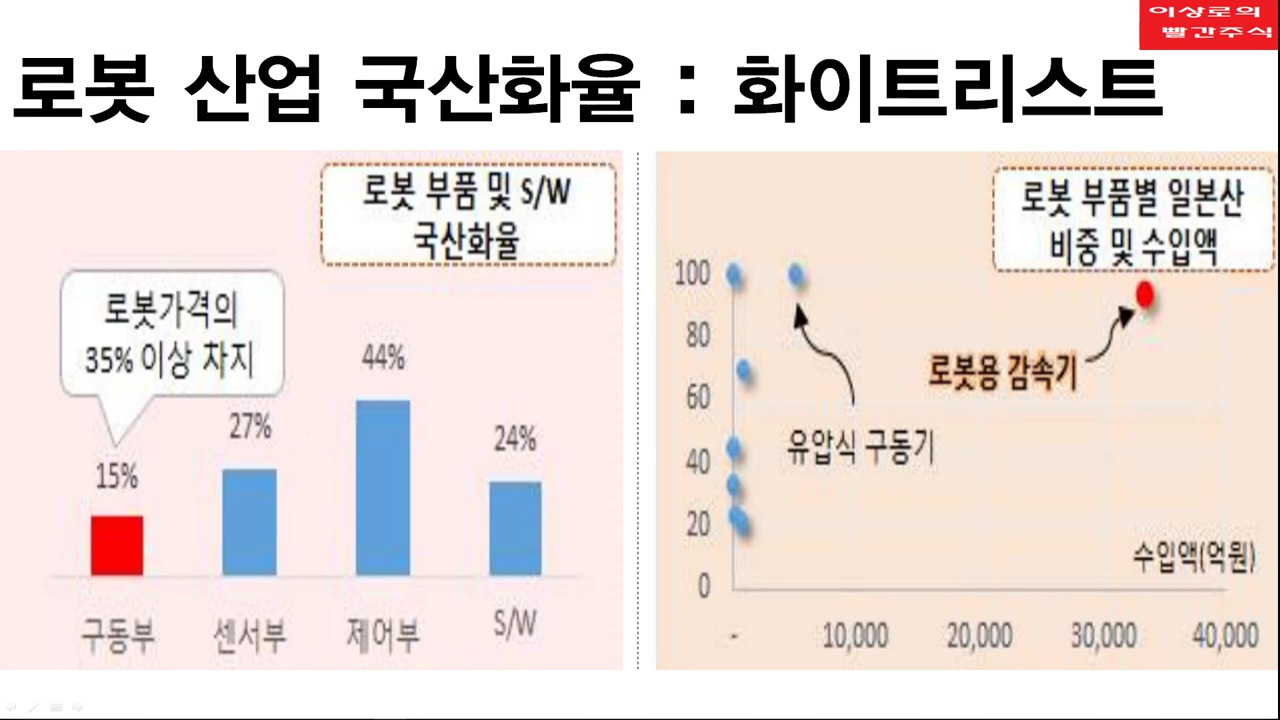 이상로의
빨간주식
로봇 산업 국산화율 : 화이트리스트
로봇 부품 및 S/W
국산화율
로봇가격의
35% 이상 차지
15%
27%
44%
24%
구동부
센서부
제어부
S/W
로봇 부품별 일본산
비중 및 수입액
100
80
60
40
20
0
로봇용 감속기
유압식 구동기
수입액(억원)
-
10,000
20,000
30,000
40,000